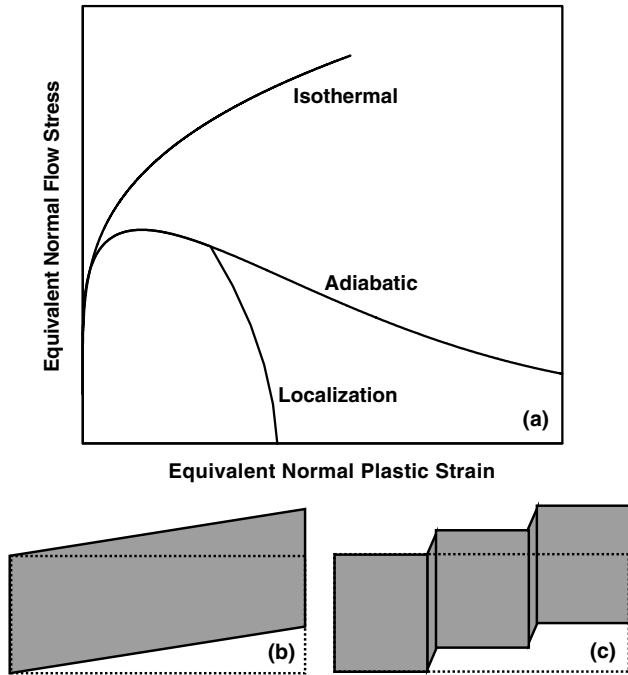 Equivalent Normal Flow Stress
Isothermal
Adiabatic
Localization
(a)
Equivalent Normal Plastic Strain
(b)
(c)